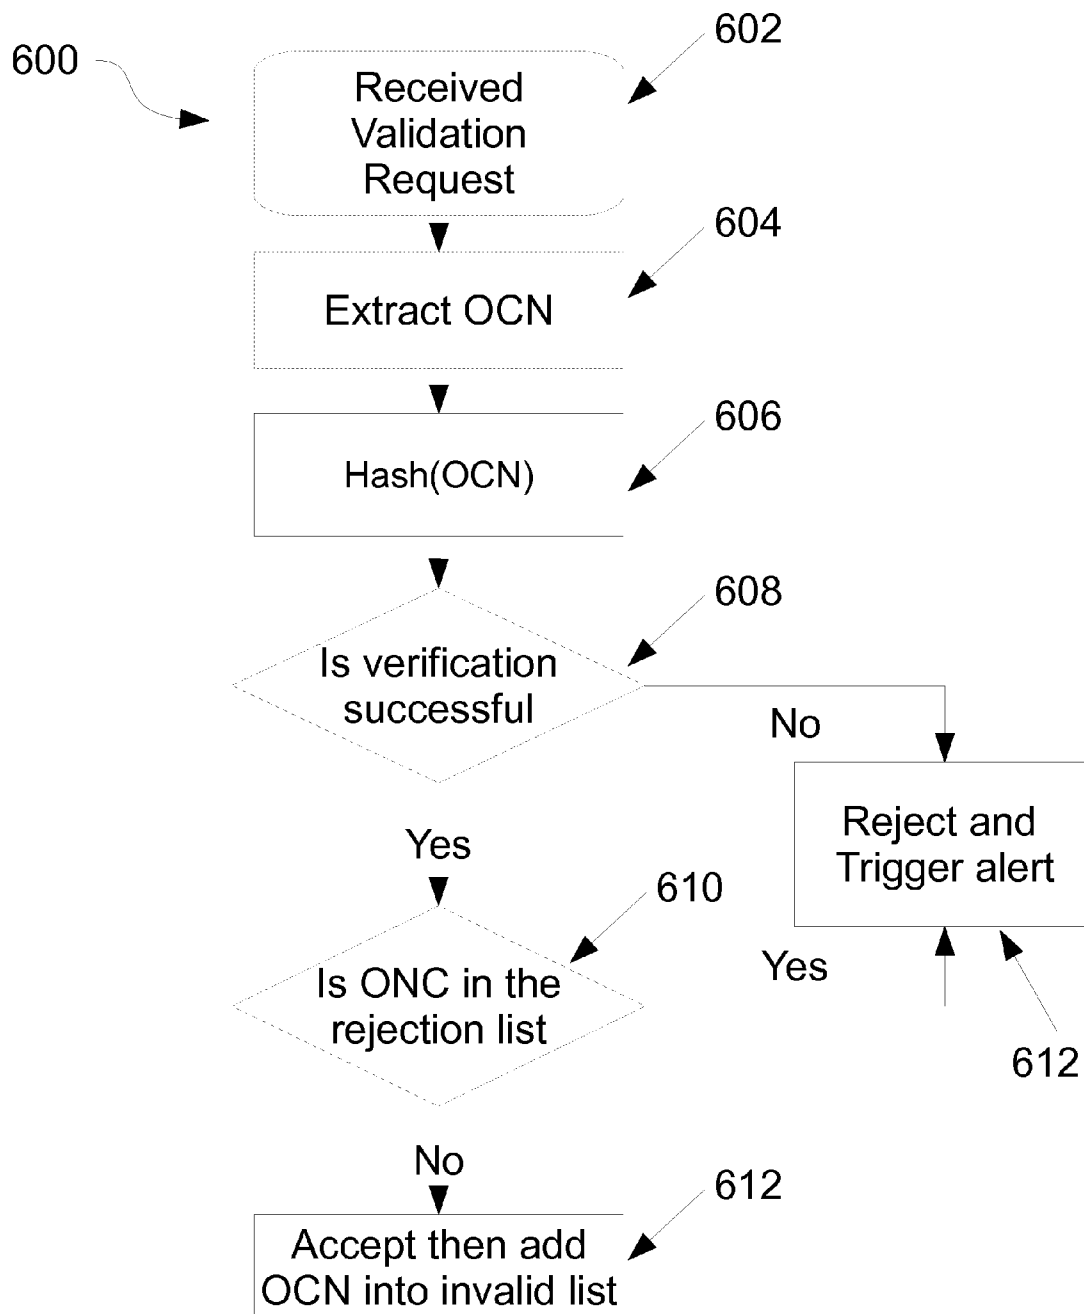 600
602
Received
Validation
Request
604
Extract OCN
606
Hash(OCN)
608
Is verification
successful
No
Reject and
Trigger alert
Yes
610
Yes
Is ONC in the
rejection list
612
No
612
Accept then add
OCN into invalid list